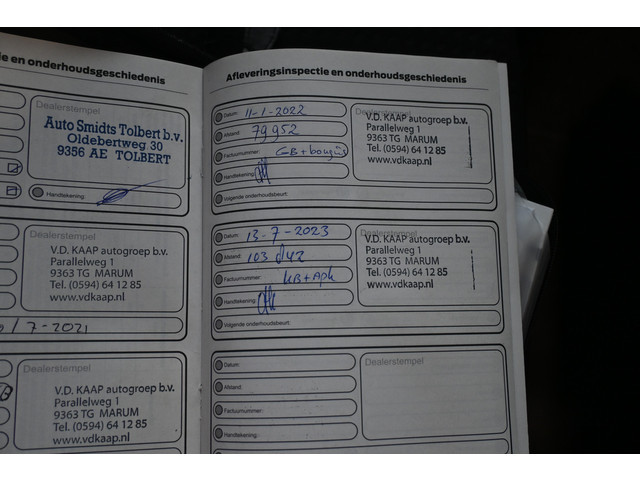 e en onderhoudsgeschiedenis
Dealerstempel
Auto Smidts Tolbert b.v.
Oldebertweg 30
9356 AE TOLBERT
Handtekening:
Dealerstempel
V.D. KAAP autogroep b.v.
Parallelweg 1
9363 TG MARUM
Tel. (0594) 64 12 85
www.vdkaap.nl
/7-2021
Dealerstempel
V.D. KAAP autogroep b.v.
Parallelweg 1
9363 TG MARUM
Tel. (0594) 64 12 85
www.vdkaap.nl
Afleveringsinspectie en onderhoudsgeschiedenis
Datum: 11-1-2022
Afstand: 79952
Factuurnummer: GB+bougie
Handtekening:
Volgende onderhoudsbeurt:
Dealerstempel
V.D. KAAP autogroep b.v.
Parallelweg 1
9363 TG MARUM
Tel. (0594) 64 12 85
www.vdkaap.nl
Datum: 13-7-2023
Afstand: 103
Factuurnummer: KB+Apk
Handtekening:
Volgende onderhoudsbeurt:
Dealerstempel
V.D. KAAP autogroep b.v.
Parallelweg 1
9363 TG MARUM
Tel. (0594) 64 12 85
www.vdkaap.nl
Datum:
Afstand:
Factuurnummer:
Handtekening:
Dealerstempel